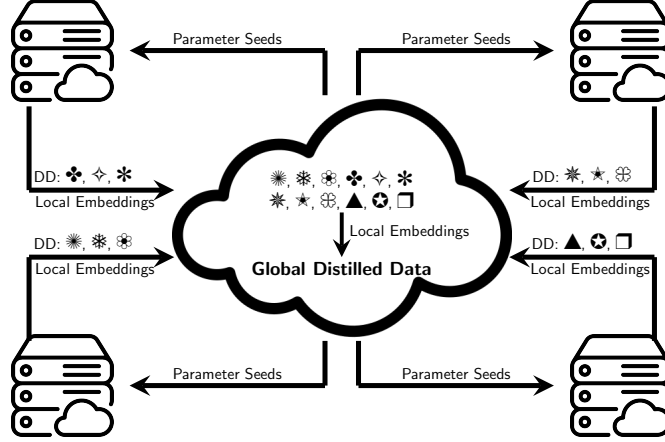 Parameter Seeds
Parameter Seeds
DD: ✤, ✧, ✻
Local Embeddings
DD: ✵, ✭, ꕤ
Local Embeddings
✺, ❄, ❀, ✤, ✧, ✻
✵, ✭, ꕤ, ▲, ✪, ❒
Local Embeddings
Global Distilled Data
DD: ✺, ❄, ❀
Local Embeddings
DD: ▲, ✪, ❒
Local Embeddings
Parameter Seeds
Parameter Seeds